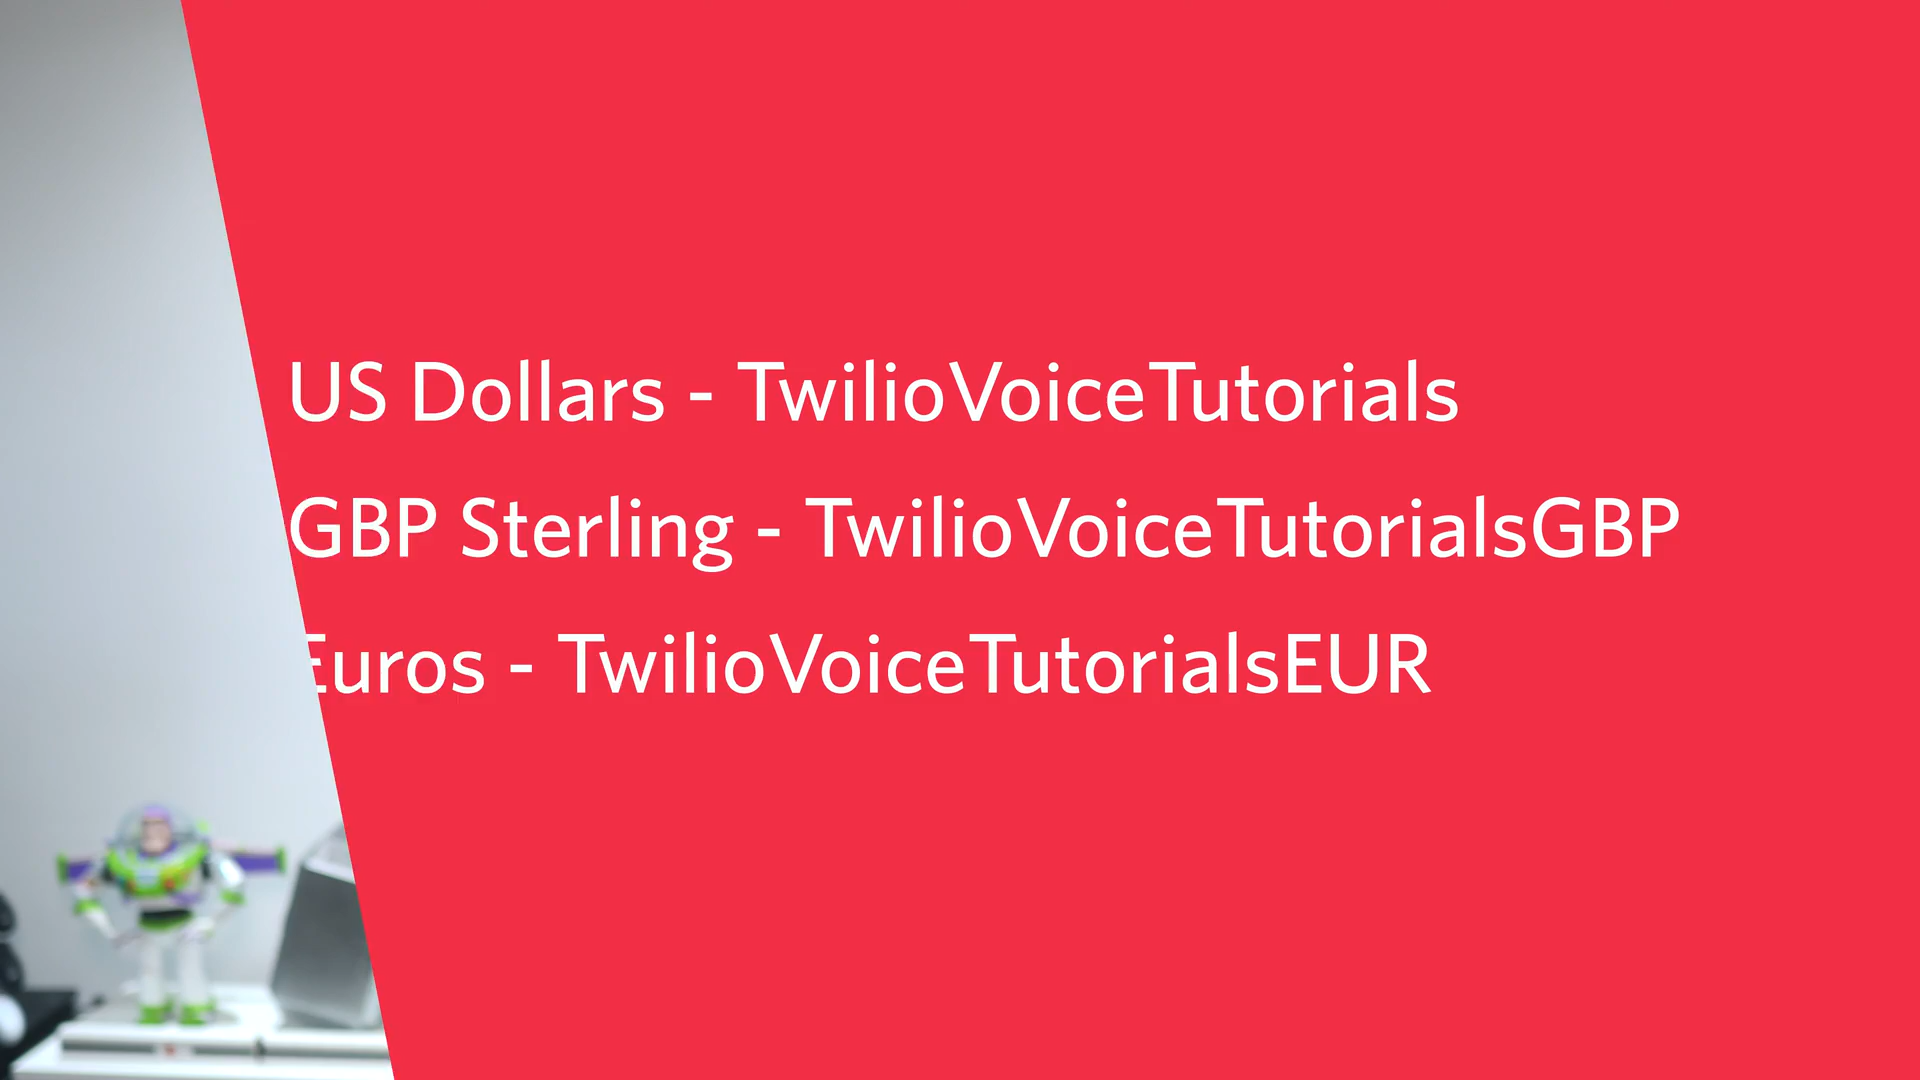 US Dollars - TwilioVoiceTutorials
GBP Sterling - TwilioVoiceTutorialsGBP
Euros - TwilioVoiceTutorialsEUR